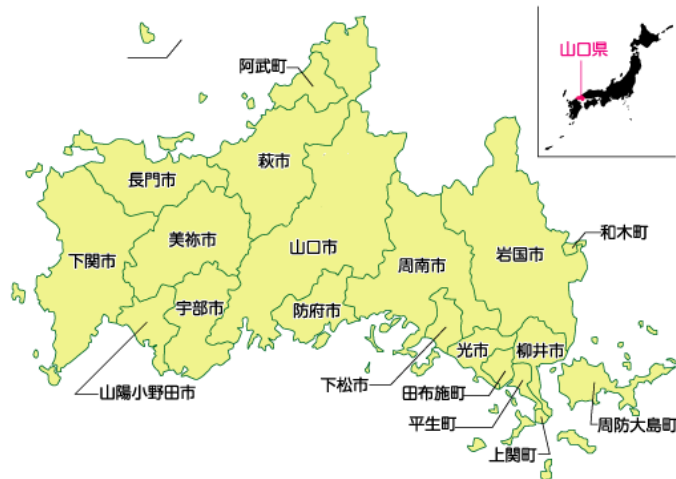 山口県
阿武町
萩市
長門市
美祢市
山口市
下関市
周南市
岩国市
和木町
宇部市
防府市
光市
柳井市
下松市
山陽小野田市
田布施町
平生町
周防大島町
上関町